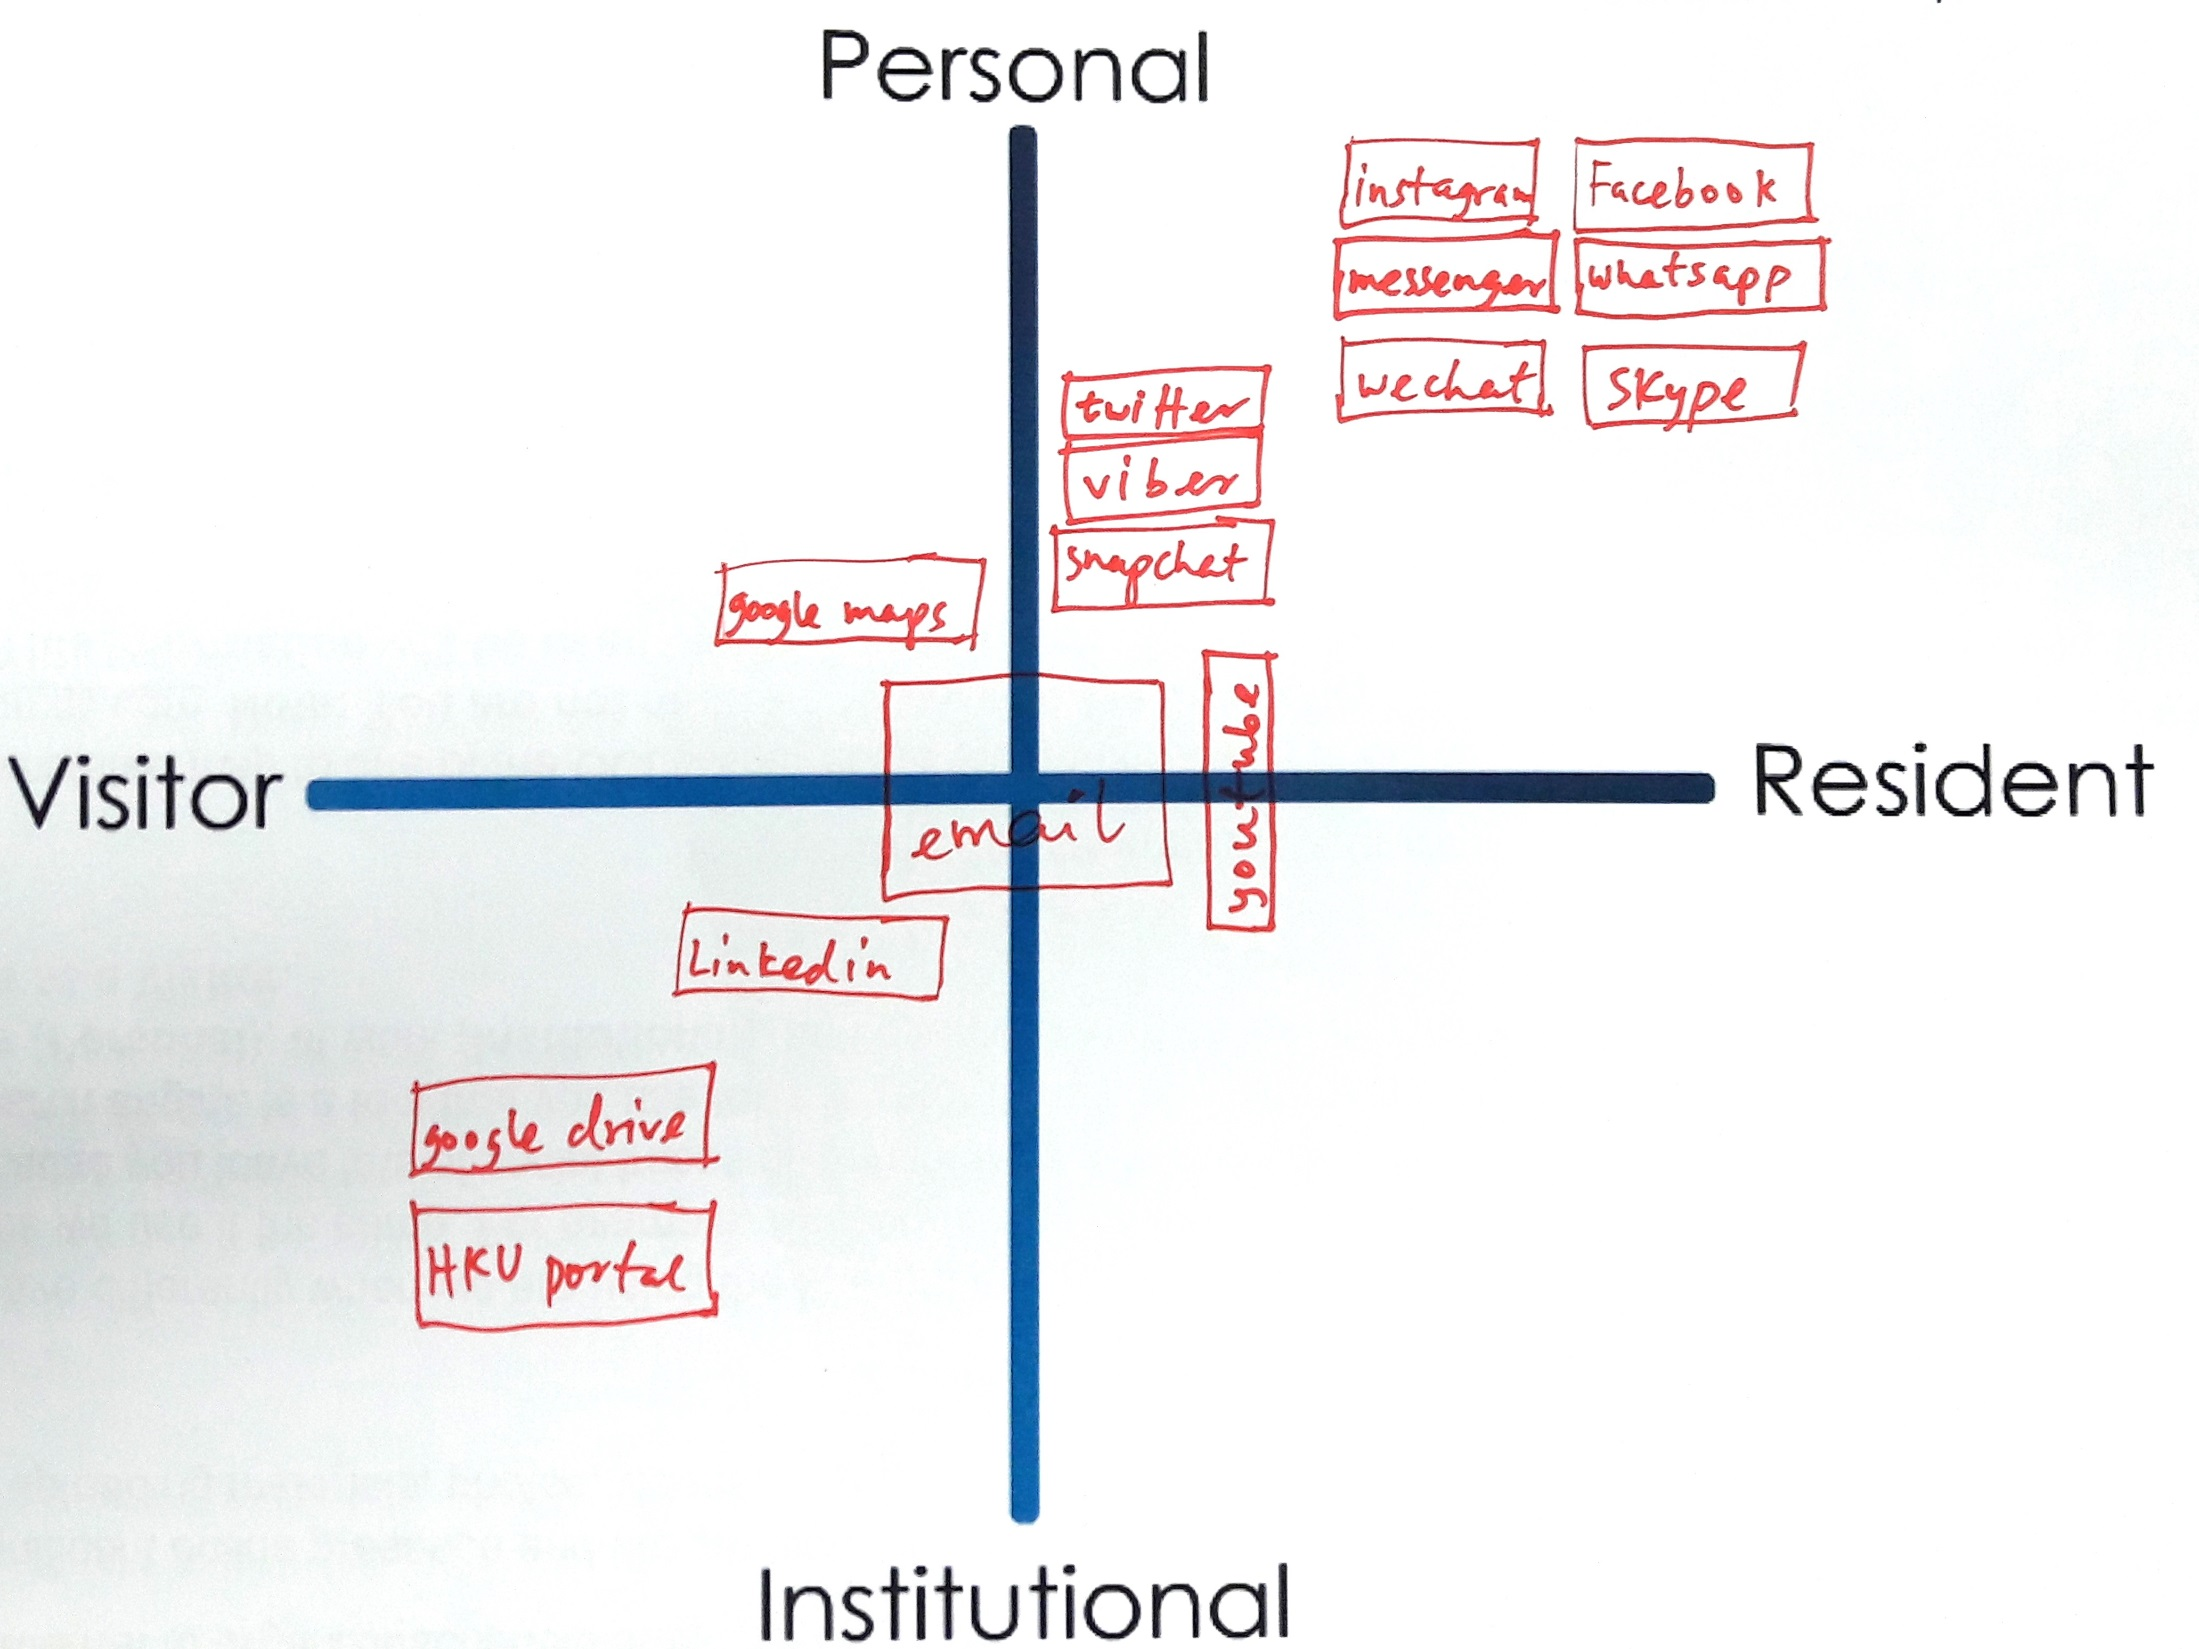 Personal
instagram
Facebook
messenger
whatsapp
wechat
SKype
twitter
viber
snapchat
google maps
youtube
Visitor
Resident
email
Linkedin
google drive
HKU portal
Institutional